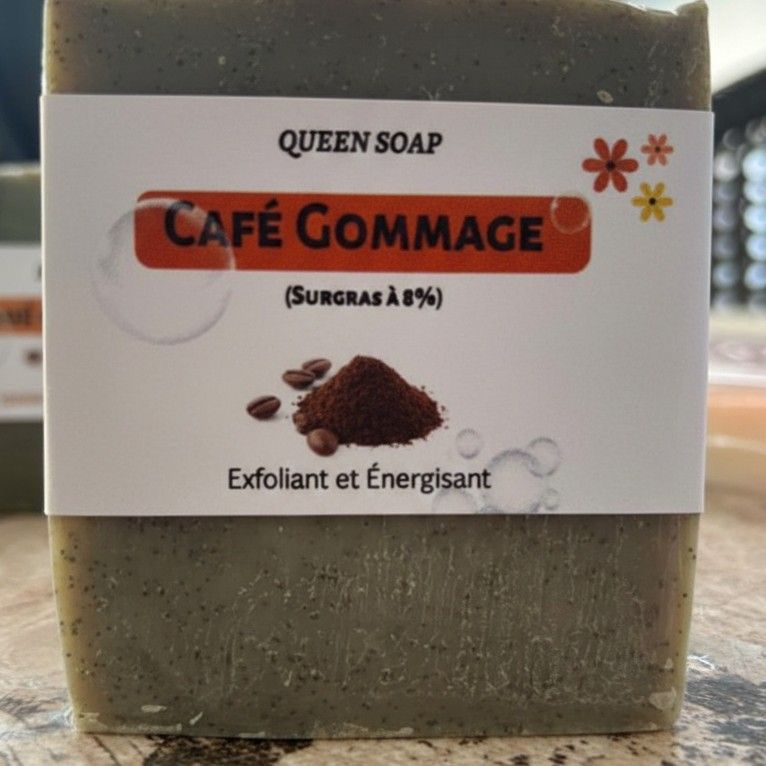 QUEEN SOAP
CAFÉ GOMMAGE
(SURGRAS À 8%)
Exfoliant et Énergisant